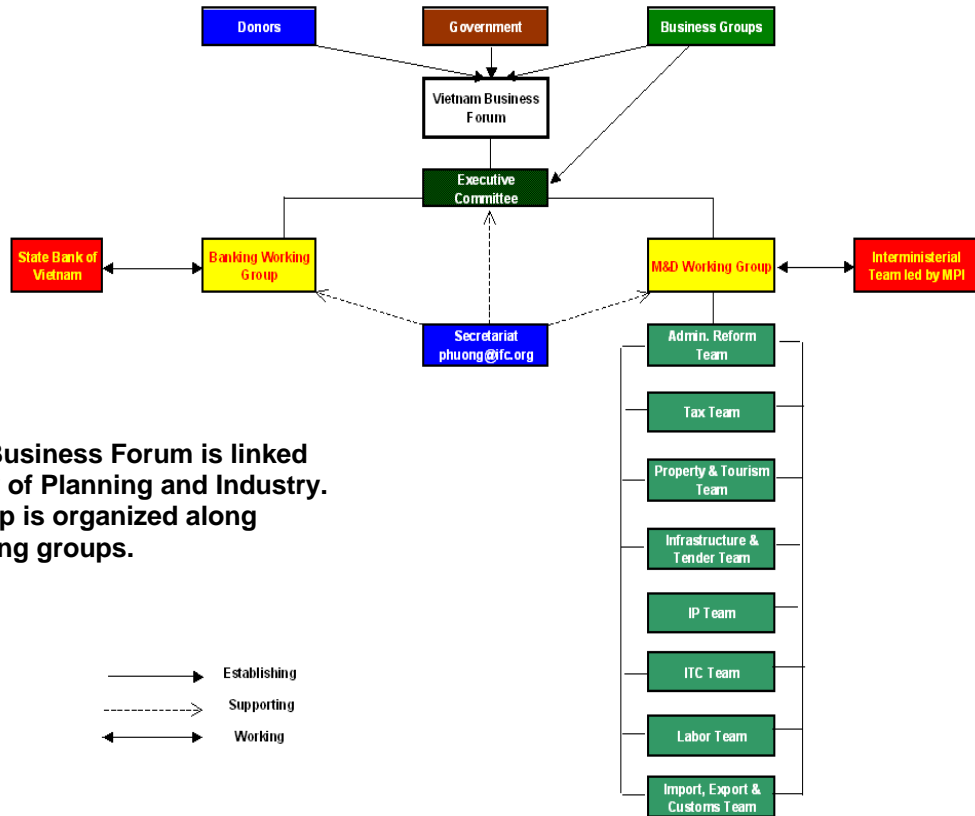 Donors
Government
Business Groups
Vietnam Business
Forum
Executive
Committee
State Bank of
Vietnam
Banking Working
Group
M&D Working Group
Interministerial
Team led by MPI
Secretariat
phuong@ifc.org
Admin. Reform
Team
Tax Team
Property & Tourism
Team
Infrastructure &
Tender Team
IP Team
ITC Team
Labor Team
Import, Export &
Customs Team
Business Forum is linked
of Planning and Industry.
p is organized along
ng groups.
Establishing
Supporting
Working